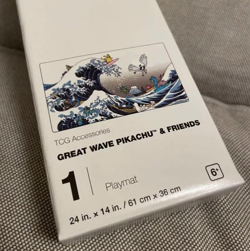 TCG Accessories
GREAT WAVE PIKACHU™ & FRIENDS
1 Playmat
24 in. x 14 in. / 61 cm x 36 cm
6+